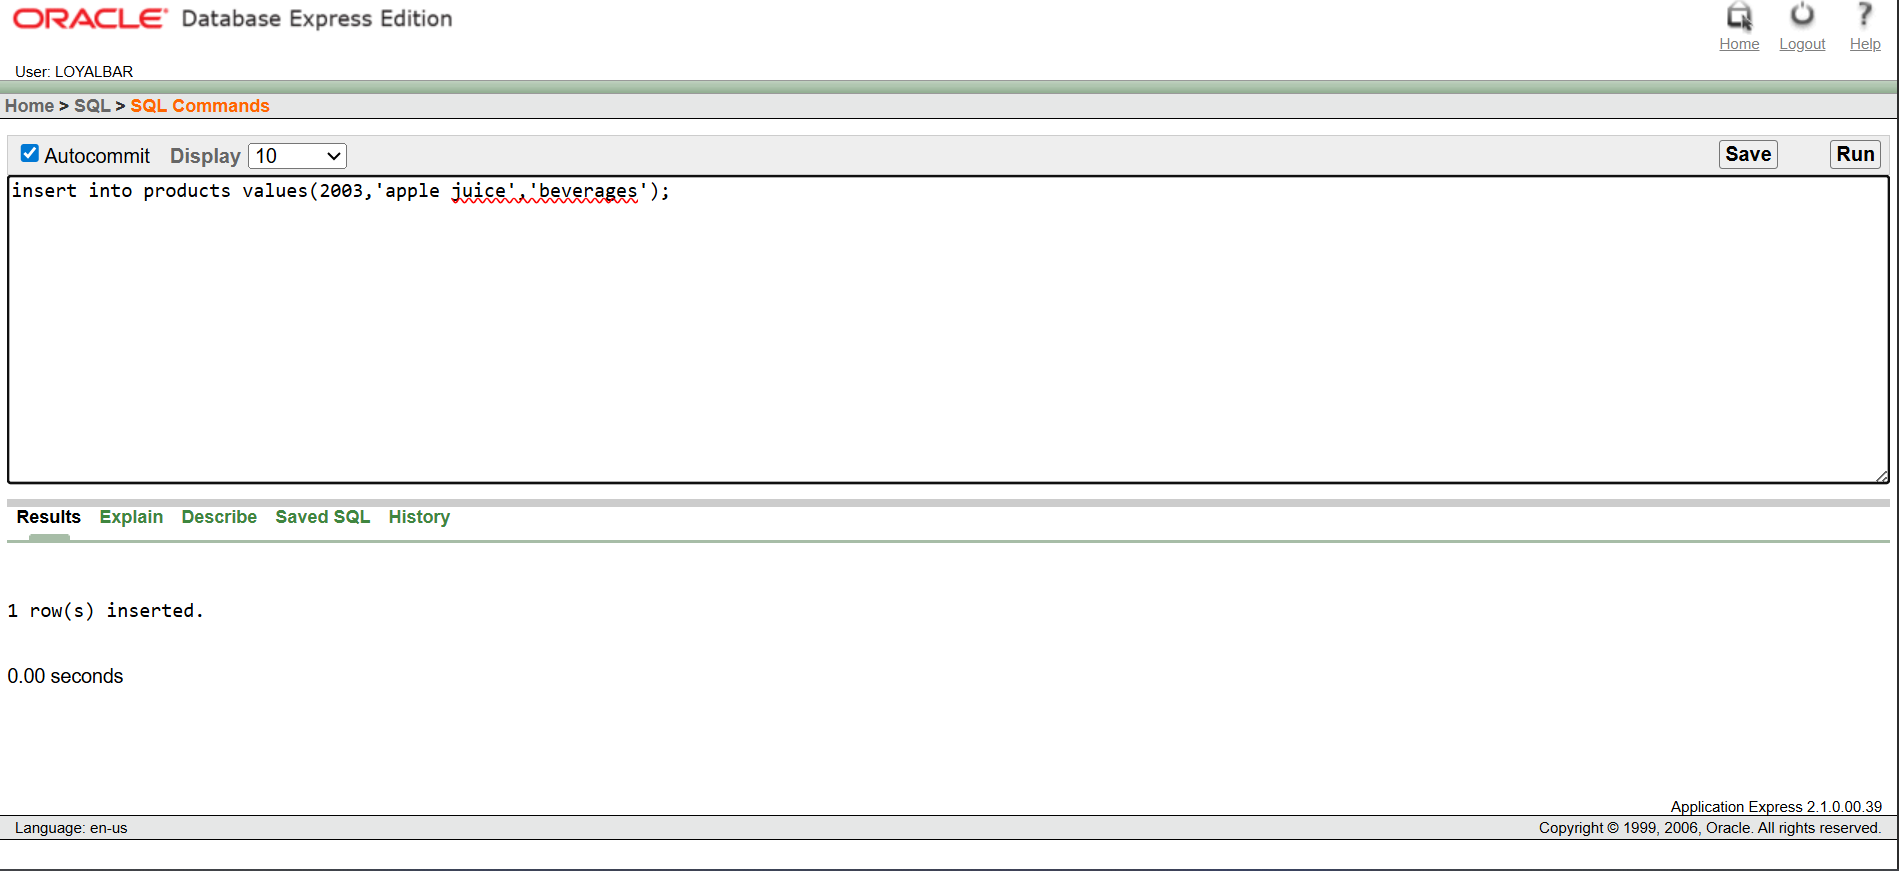 ORACLE® Database Express Edition
Home Logout Help
User: LOYALBAR
Home > SQL > SQL Commands
Autocommit Display 10 Save Run
insert into products values(2003,'apple juice','beverages');
Results Explain Describe Saved SQL History
1 row(s) inserted.
0.00 seconds
Application Express 2.1.0.00.39
Language: en-us Copyright © 1999, 2006, Oracle. All rights reserved.